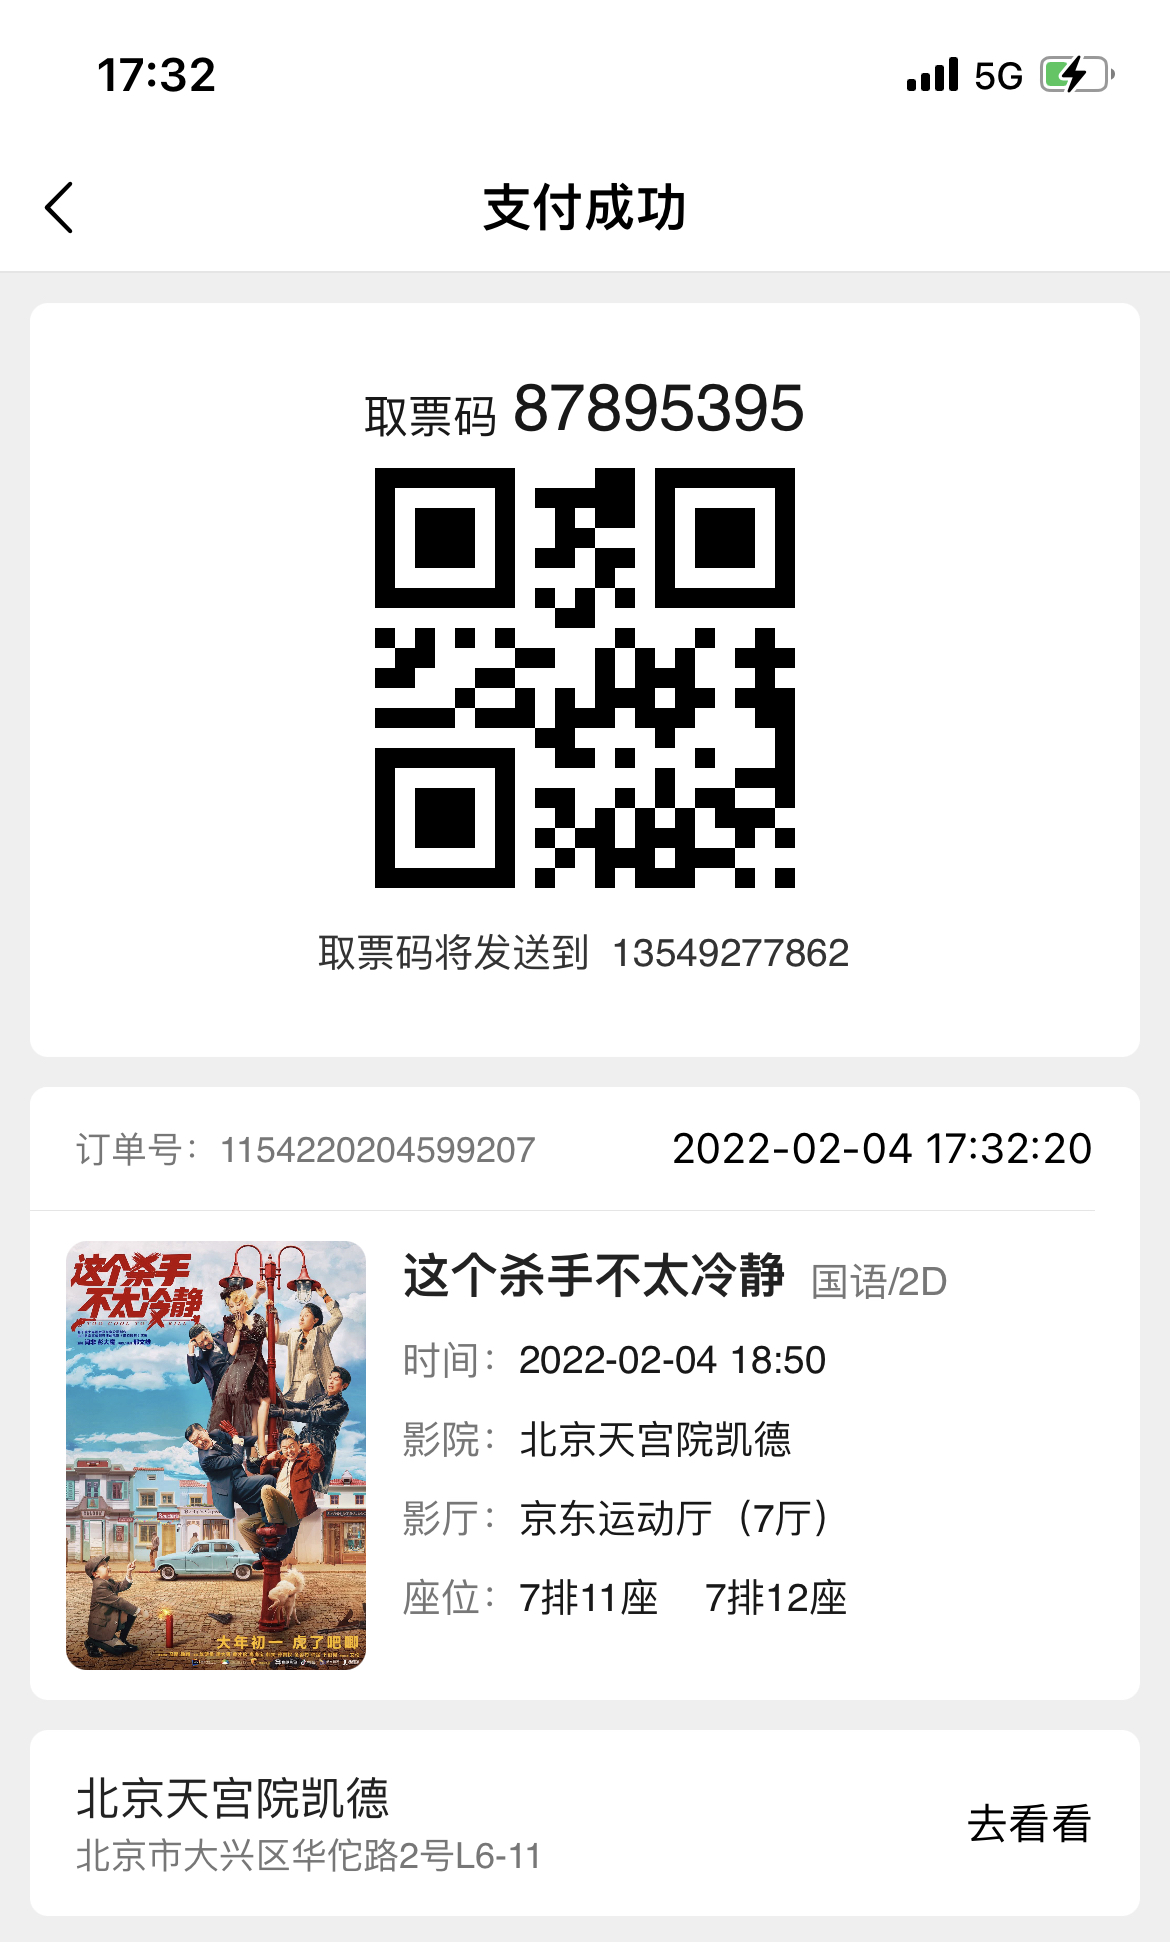 17:32
5G
支付成功
取票码 87895395
取票码将发送到 13549277862
订单号：1154220204599207
2022-02-04 17:32:20
这个杀手
不太冷静
大年初一 虎了吧唧
这个杀手不太冷静 国语/2D
时间：2022-02-04 18:50
影院：北京天宫院凯德
影厅：京东运动厅（7厅）
座位：7排11座 7排12座
北京天宫院凯德
北京市大兴区华佗路2号L6-11
去看看